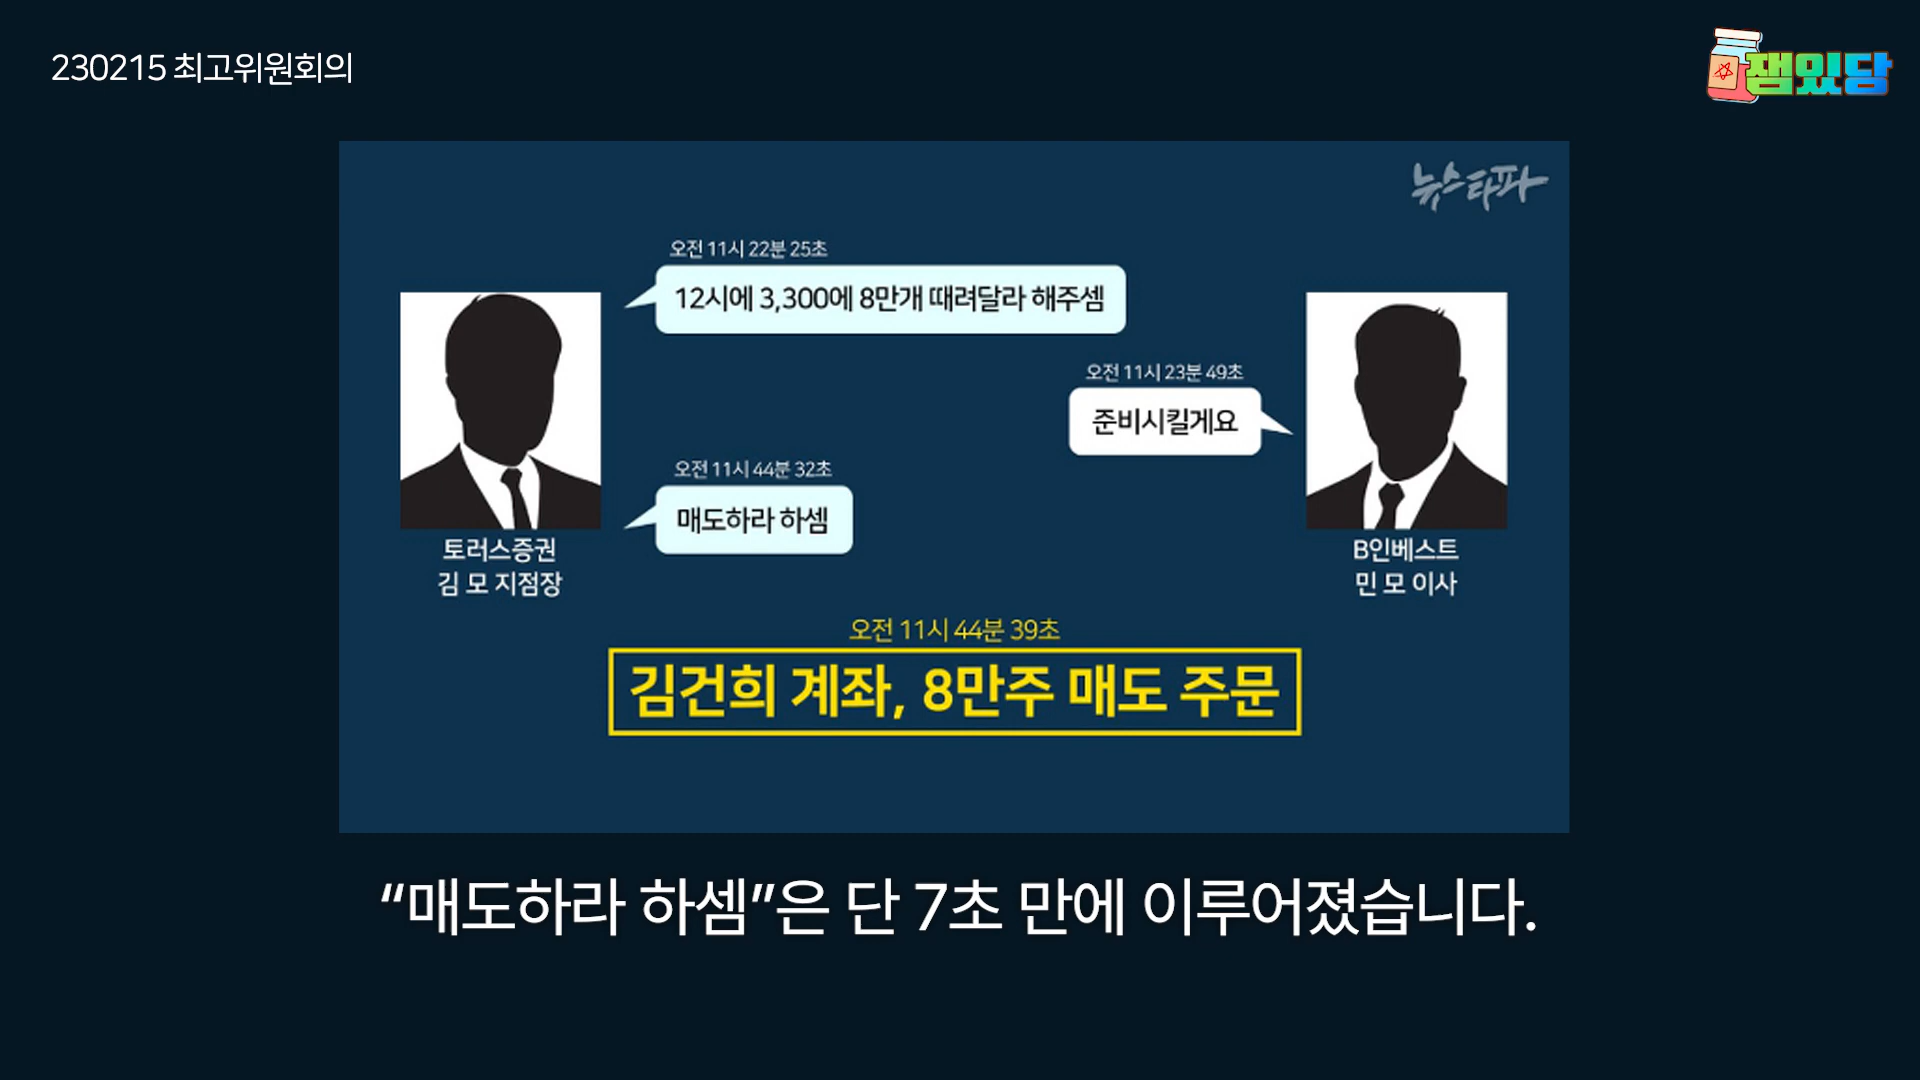 230215 최고위원회의
잼있당
뉴스타파
오전 11시 22분 25초
12시에 3,300에 8만개 때려달라 해주셈
오전 11시 23분 49초
준비시킬게요
오전 11시 44분 32초
매도하라 하셈
토러스증권
김 모 지점장
B인베스트
민 모 이사
오전 11시 44분 39초
김건희 계좌, 8만주 매도 주문
“매도하라 하셈”은 단 7초 만에 이루어졌습니다.